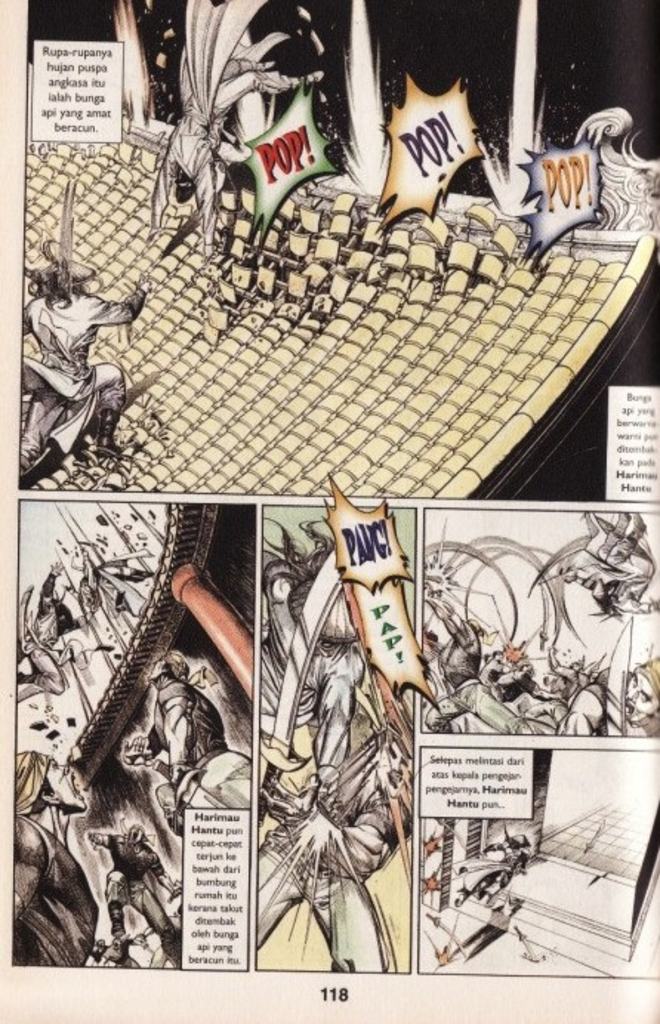 Rupa-rupanya
hujan puspa
angkasa itu
ialah bunga
api yang amat
beracun.
POP!
POP!
POP!
Bunga
api yang
berwarna-
warni pun
ditembak-
kan pada
Harimau
Hantu
Harimau
Hantu pun
cepat-cepat
terjun ke
bawah dari
bumbung
rumah itu
kerana takut
ditembak
oleh bunga
api yang
beracun itu.
PANG!
PAP!
Selepas melintasi dari
atas kepala pengejar-
pengejarnya, Harimau
Hantu pun...
118